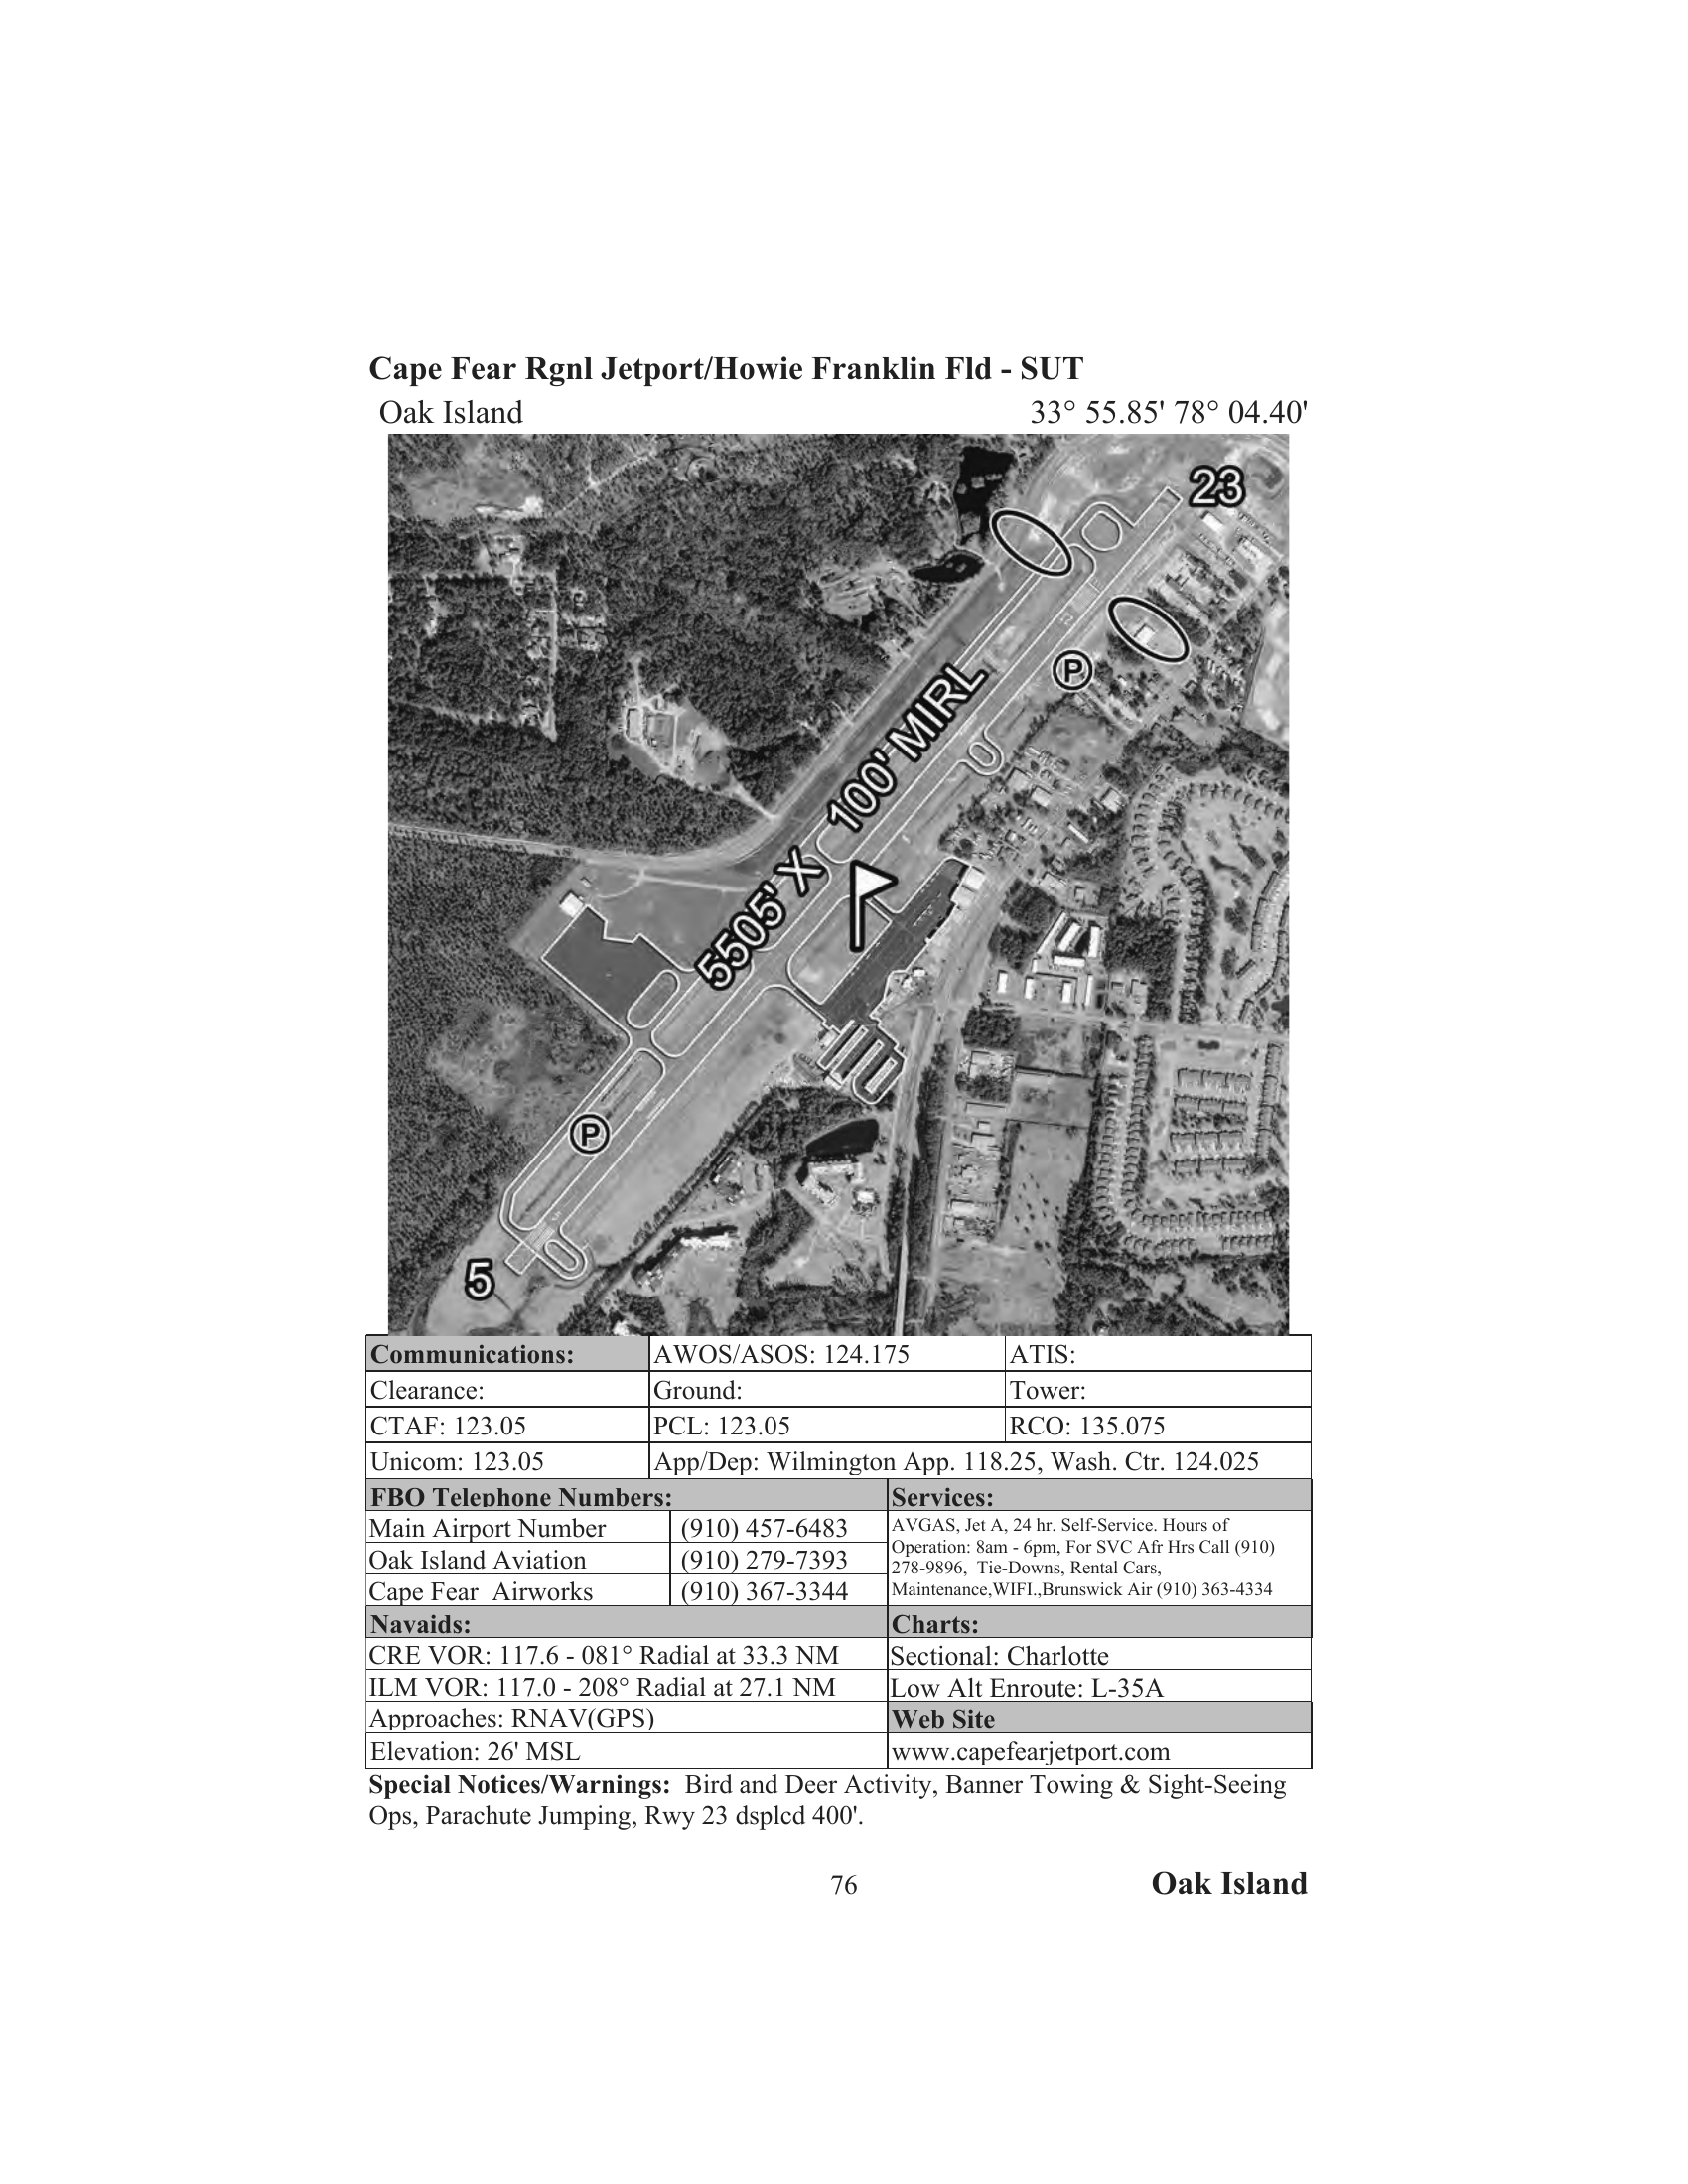 Cape Fear Rgnl Jetport/Howie Franklin Fld - SUT
Oak Island 33° 55.85' 78° 04.40'
23
P
5505' X 100' MIRL
P
5
Communications: AWOS/ASOS: 124.175 ATIS:
Clearance: Ground: Tower:
CTAF: 123.05 PCL: 123.05 RCO: 135.075
Unicom: 123.05 App/Dep: Wilmington App. 118.25, Wash. Ctr. 124.025
FBO Telephone Numbers: Services:
Main Airport Number (910) 457-6483
Oak Island Aviation (910) 279-7393
Cape Fear  Airworks (910) 367-3344
AVGAS, Jet A, 24 hr. Self-Service. Hours of
Operation: 8am - 6pm, For SVC Afr Hrs Call (910)
278-9896,  Tie-Downs, Rental Cars,
Maintenance,WIFI.,Brunswick Air (910) 363-4334
Navaids: Charts:
CRE VOR: 117.6 - 081° Radial at 33.3 NM Sectional: Charlotte
ILM VOR: 117.0 - 208° Radial at 27.1 NM Low Alt Enroute: L-35A
Approaches: RNAV(GPS) Web Site
Elevation: 26' MSL www.capefearjetport.com
Special Notices/Warnings:  Bird and Deer Activity, Banner Towing & Sight-Seeing
Ops, Parachute Jumping, Rwy 23 dsplcd 400'.
76 Oak Island